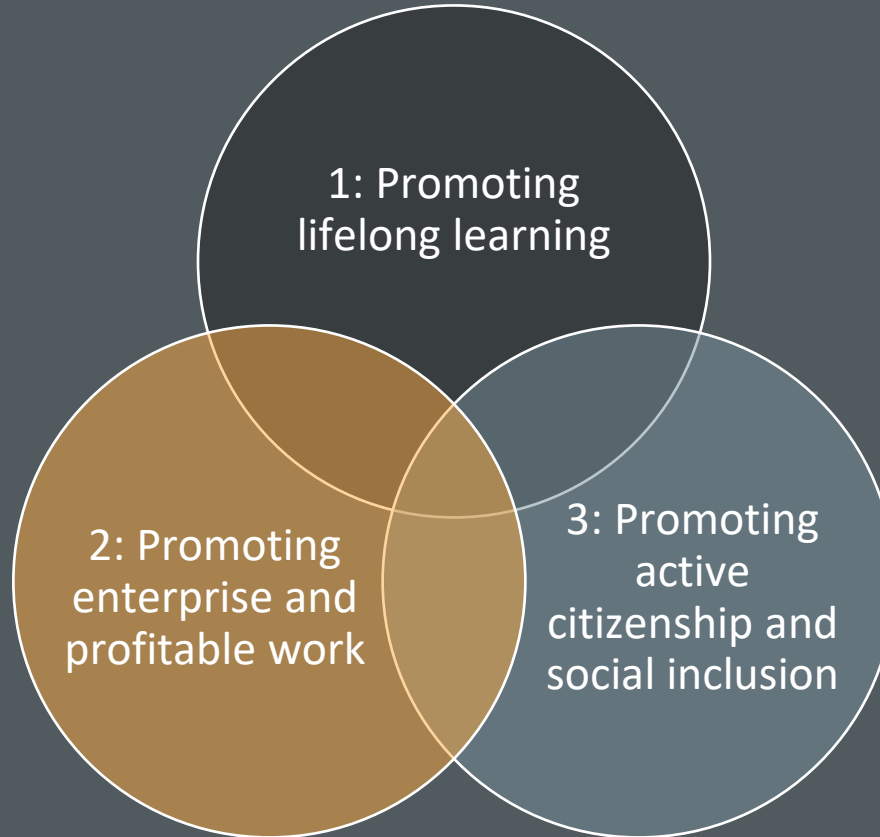 1: Promoting
lifelong learning
2: Promoting
enterprise and
profitable work
3: Promoting
active
citizenship and
social inclusion